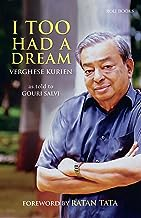 ROLI BOOKS
I TOO
HAD A
DREAM
VERGHESE KURIEN
as told to
GOURI SALVI
FOREWORD BY RATAN TATA